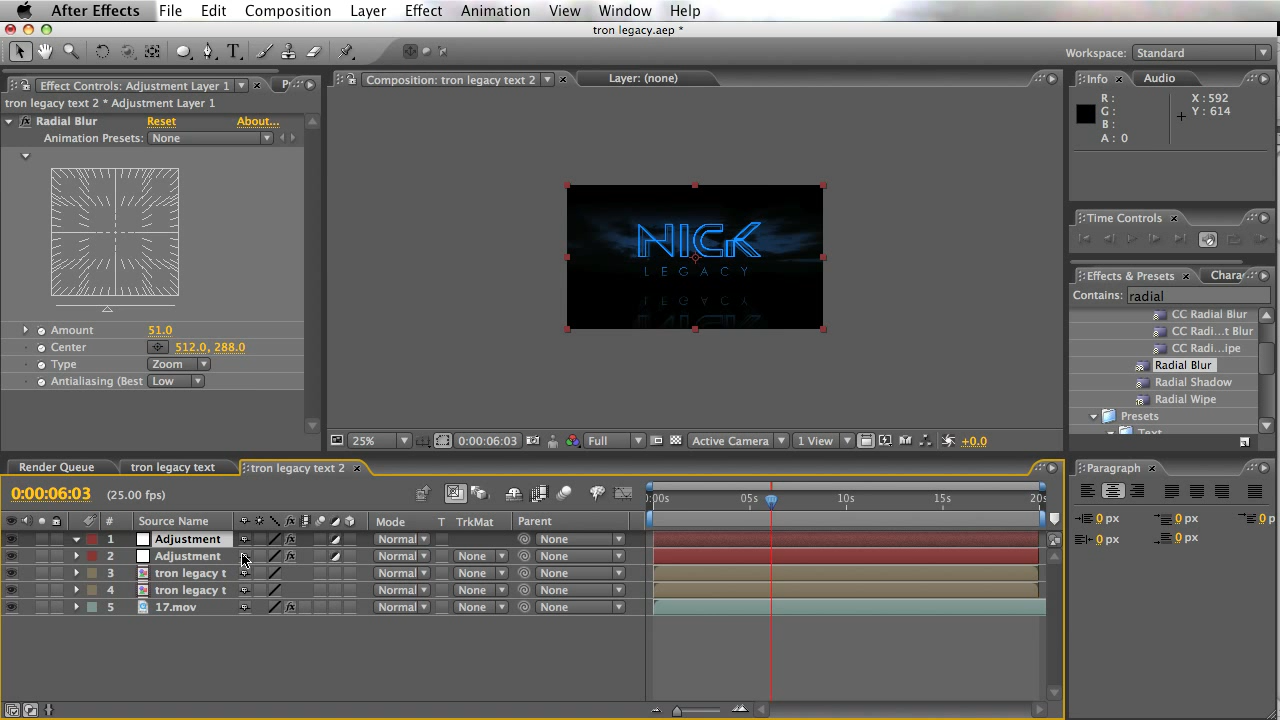 After Effects File Edit Composition Layer Effect Animation View Window Help
tron legacy.aep *
Workspace: Standard
Effect Controls: Adjustment Layer 1
tron legacy text 2 * Adjustment Layer 1
Radial Blur Reset About...
Animation Presets: None
Amount 51.0
Center 512.0, 288.0
Type Zoom
Antialiasing (Best Low
Composition: tron legacy text 2 Layer: (none)
NICK
LEGACY
25% 0:00:06:03 Full Active Camera 1 View +0.0
Info Audio
R : X : 592
G : Y : 614
B :
A : 0
Time Controls
Effects & Presets Chara
Contains: radial
CC Radial Blur
CC Radi...t Blur
CC Radi...ipe
Radial Blur
Radial Shadow
Radial Wipe
Presets
Text
Render Queue tron legacy text tron legacy text 2
0:00:06:03 (25.00 fps)
:00s 05s 10s 15s 20s
# Source Name Mode T TrkMat Parent
1 Adjustment Normal None
2 Adjustment Normal None None
3 tron legacy t Normal None None
4 tron legacy t Normal None None
5 17.mov Normal None None
Paragraph
0 px 0 px 0 p
0 px 0 px